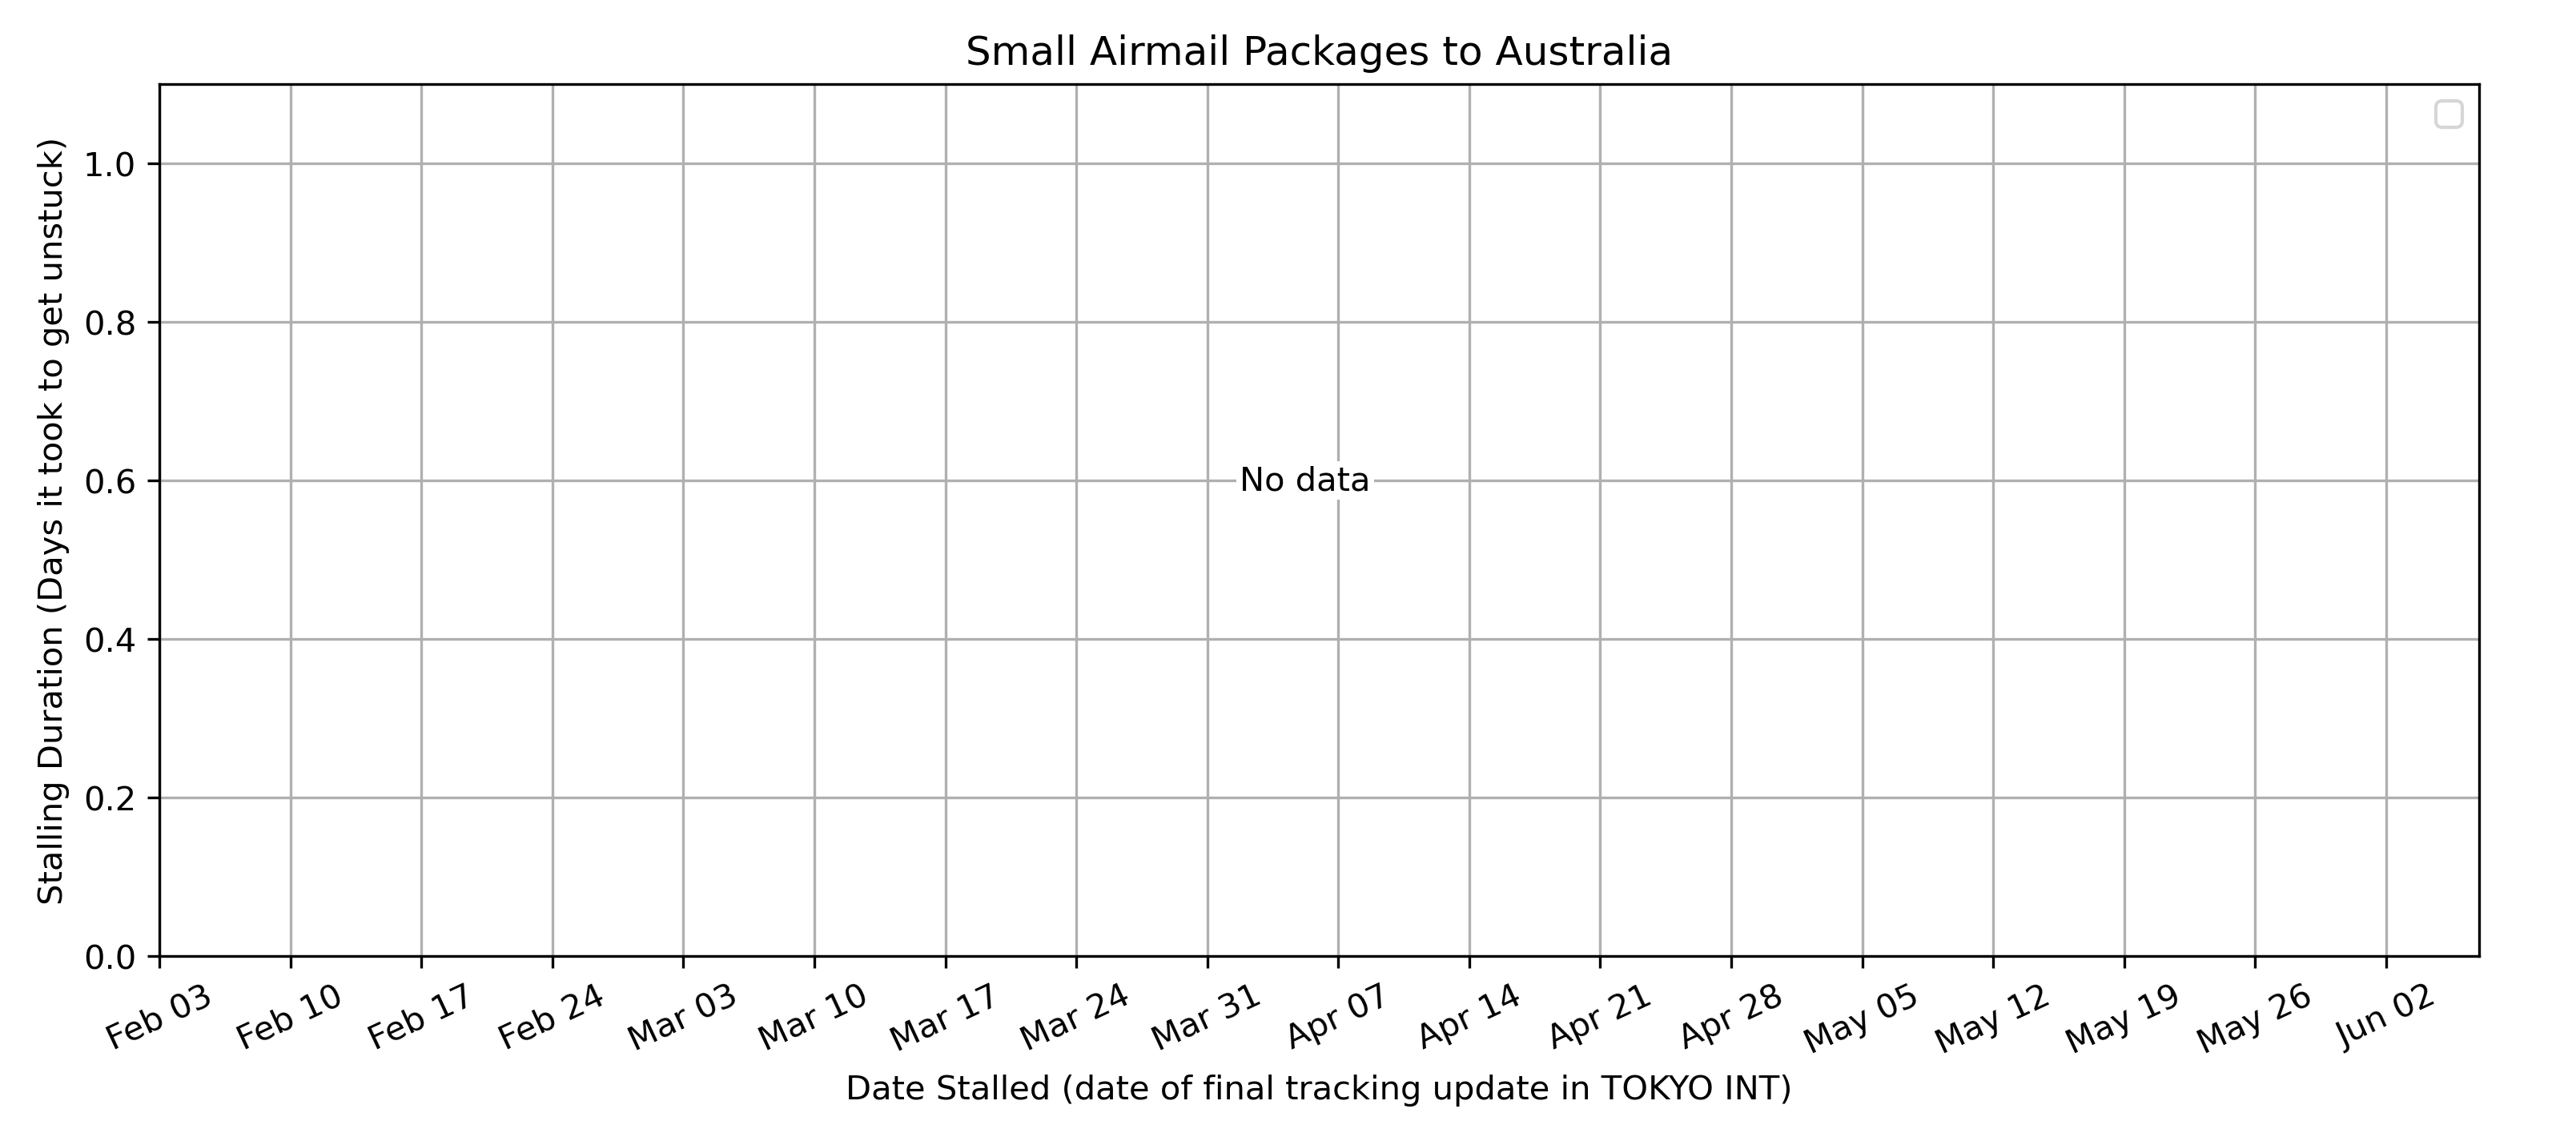 Small Airmail Packages to Australia
Stalling Duration (Days it took to get unstuck)
1.0
0.8
0.6
0.4
0.2
0.0
No data
Feb 03 Feb 10 Feb 17 Feb 24 Mar 03 Mar 10 Mar 17 Mar 24 Mar 31 Apr 07 Apr 14 Apr 21 Apr 28 May 05 May 12 May 19 May 26 Jun 02
Date Stalled (date of final tracking update in TOKYO INT)